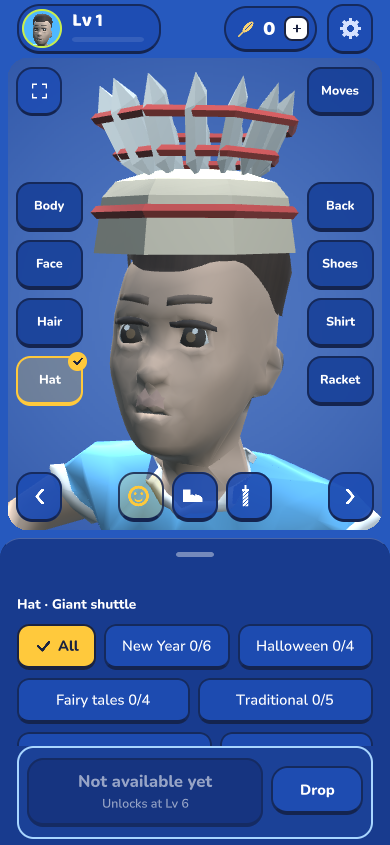 Lv 1
0
+
Moves
Body
Back
Face
Shoes
Hair
Shirt
Hat
Racket
Hat · Giant shuttle
All
New Year 0/6
Halloween 0/4
Fairy tales 0/4
Traditional 0/5
Not available yet
Unlocks at Lv 6
Drop